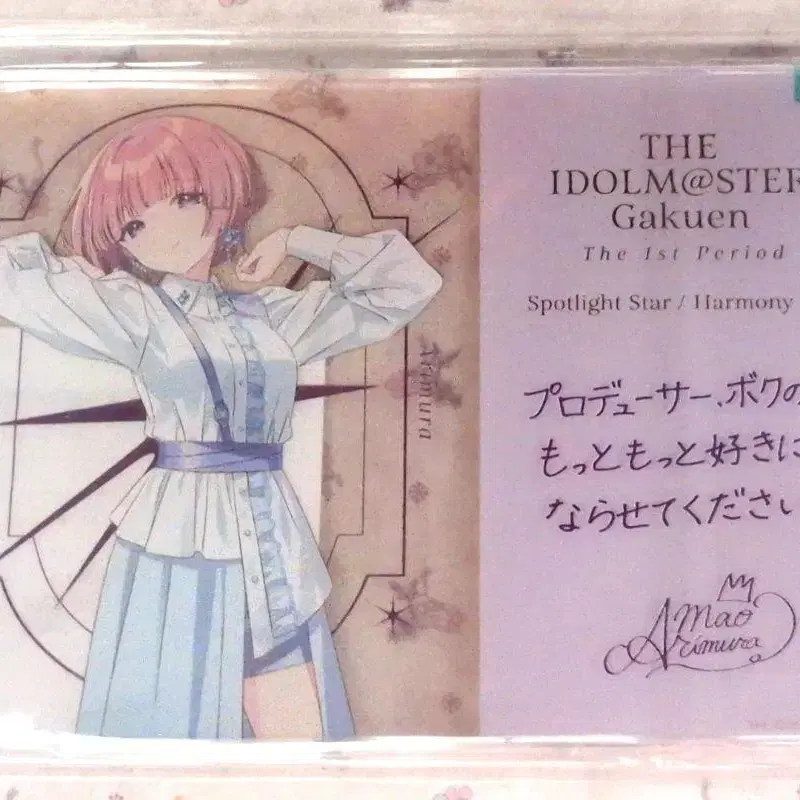 THE
IDOLM@STER
Gakuen
The 1st Period
Spotlight Star / Harmony
プロデューサー、ボクの
もっともっと好きに
ならせてください
Mao
Arimura
Arimura